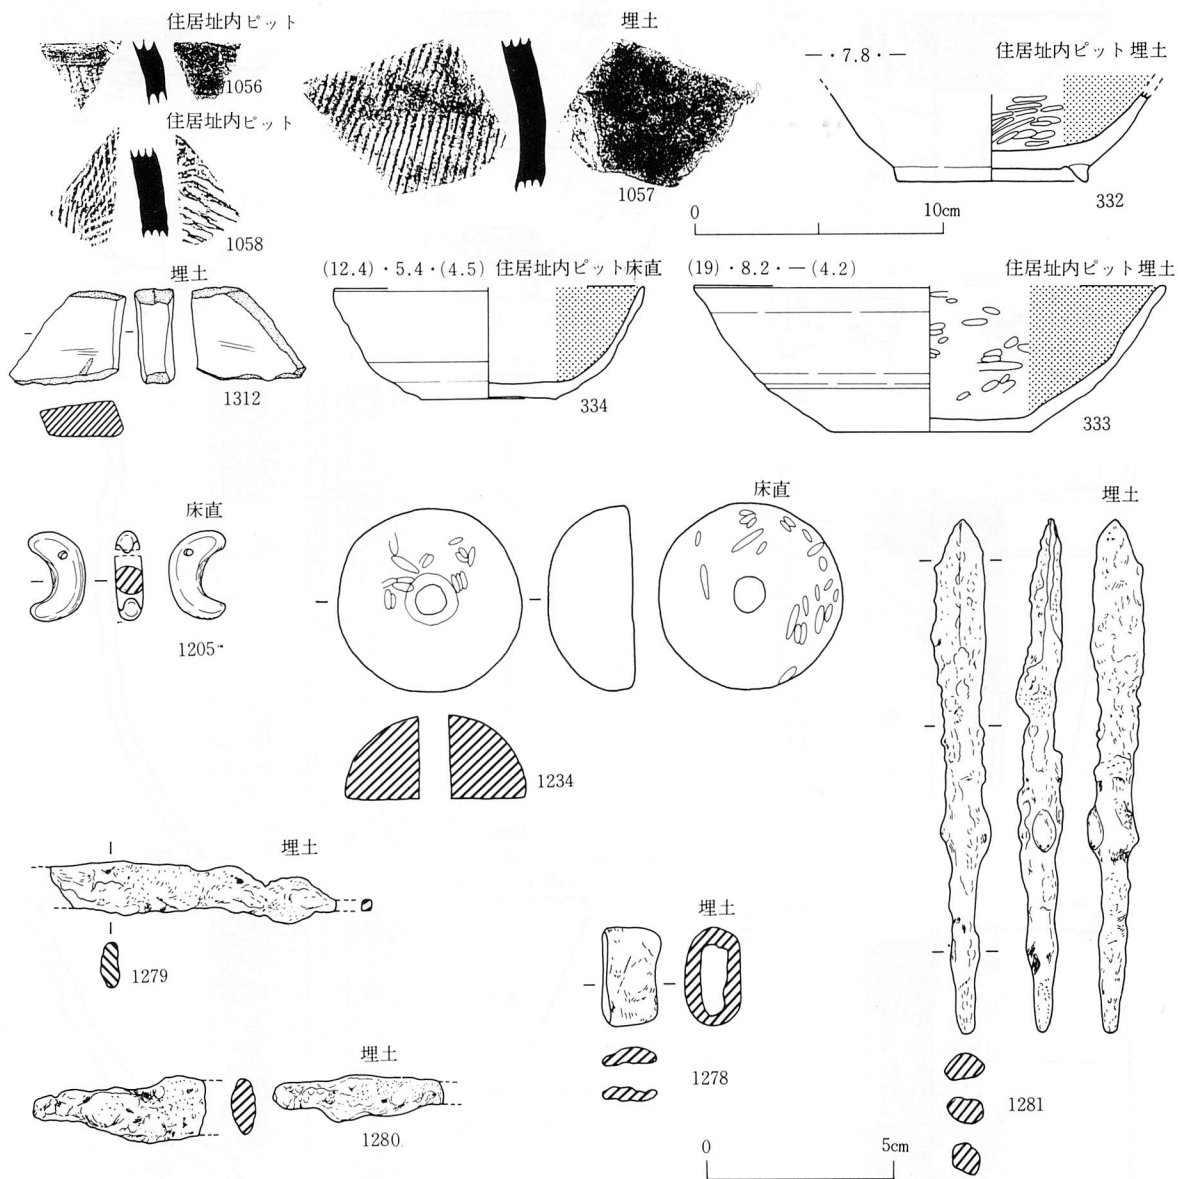 住居址内ピット
1056
住居址内ピット
1058
埋土
1057
—・7.8・—
住居址内ピット埋土
332
0 10cm
埋土
1312
(12.4)・5.4・(4.5) 住居址内ピット床直
334
(19)・8.2・—(4.2) 住居址内ピット埋土
333
床直
1205
床直
1234
埋土
1281
埋土
1279
埋土
1278
埋土
1280
0 5cm